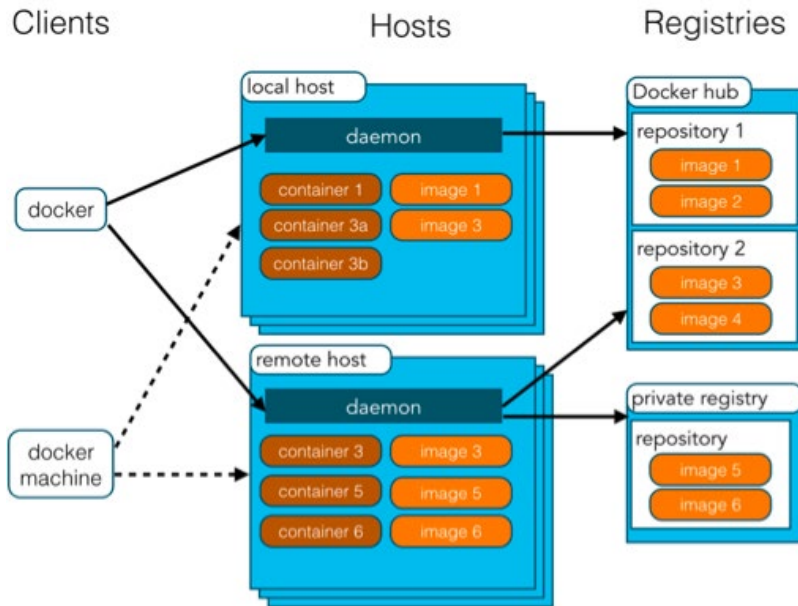 Clients
Hosts
Registries
local host
daemon
container 1
image 1
container 3a
image 3
container 3b
docker
remote host
daemon
container 3
image 3
container 5
image 5
container 6
image 6
docker
machine
Docker hub
repository 1
image 1
image 2
repository 2
image 3
image 4
private registry
repository
image 5
image 6